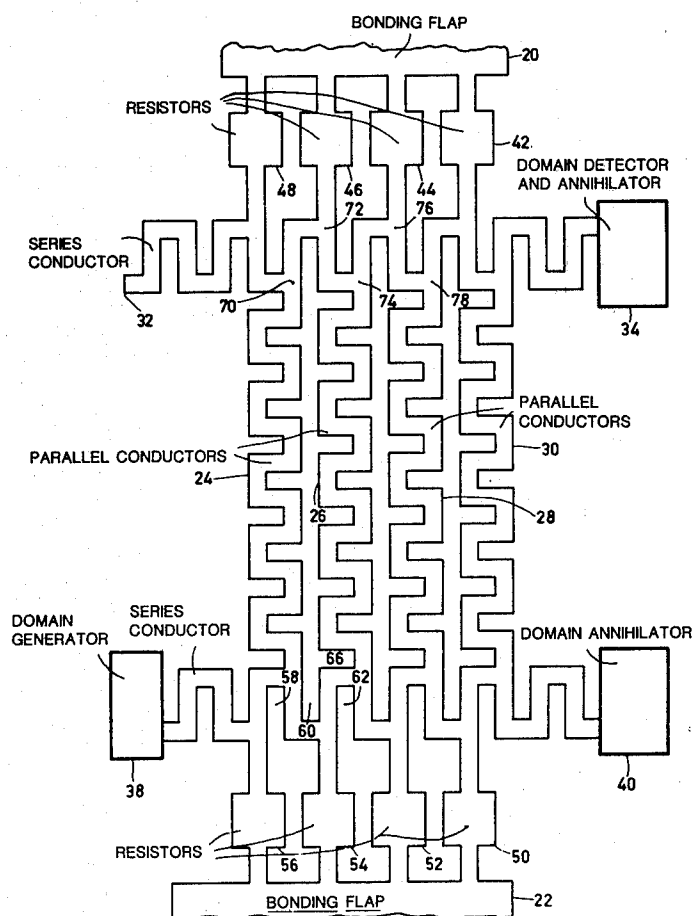 BONDING FLAP
20
RESISTORS
42
48
46
44
DOMAIN DETECTOR
AND ANNIHILATOR
72
76
SERIES
CONDUCTOR
32
70
74
78
34
PARALLEL
CONDUCTORS
PARALLEL CONDUCTORS
24
26
28
30
DOMAIN
GENERATOR
SERIES
CONDUCTOR
DOMAIN ANNIHILATOR
66
58
62
60
38
40
RESISTORS
56
54
52
50
BONDING FLAP
22